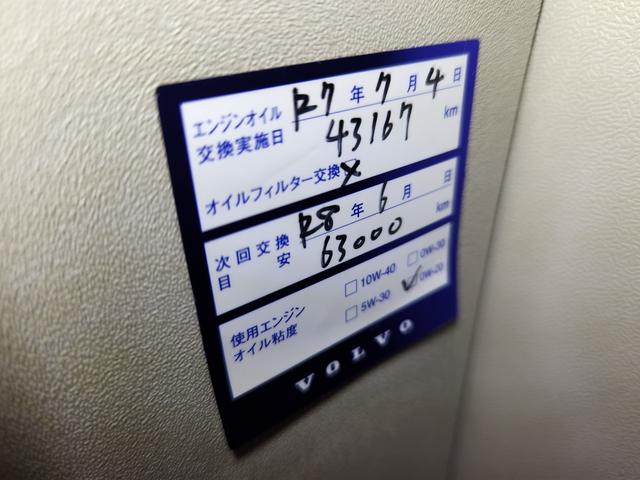 エンジンオイル R7 年 7 月 4 日
交換実施日 43167 km
オイルフィルター交換 ×
次回交換 R8 年 6 月 日
目安 63000 km
使用エンジン □ 10W-40 □ 0W-30
オイル粘度 □ 5W-30 ☑ 0W-20
VOLVO